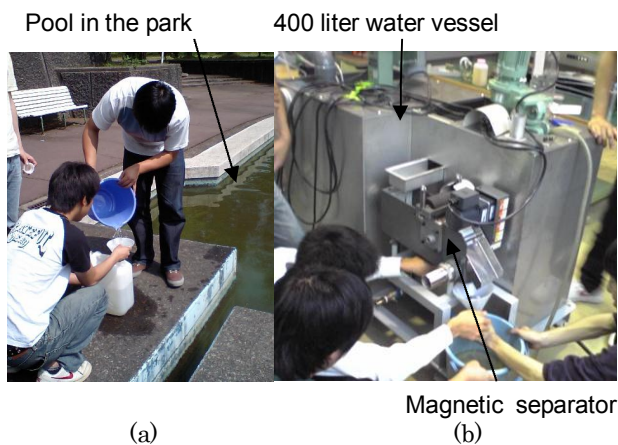 Pool in the park
400 liter water vessel
Magnetic separator
(a)
(b)